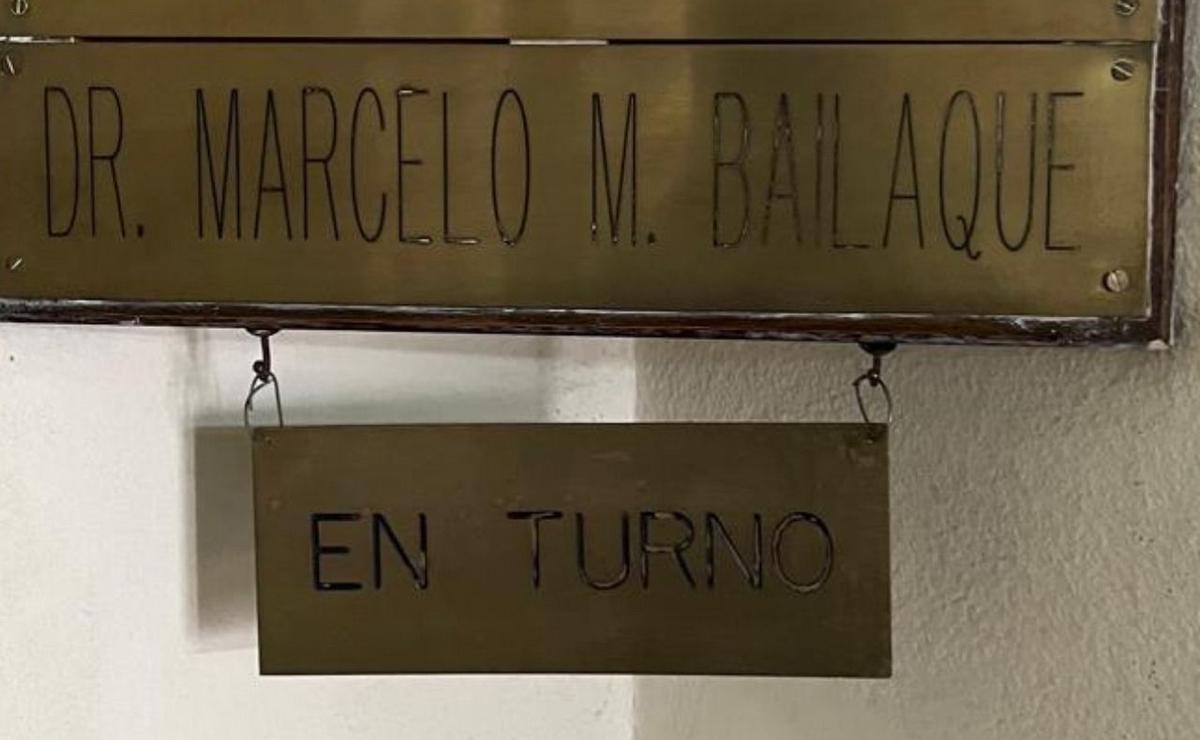 DR. MARCELO M. BAILAQUE
EN TURNO